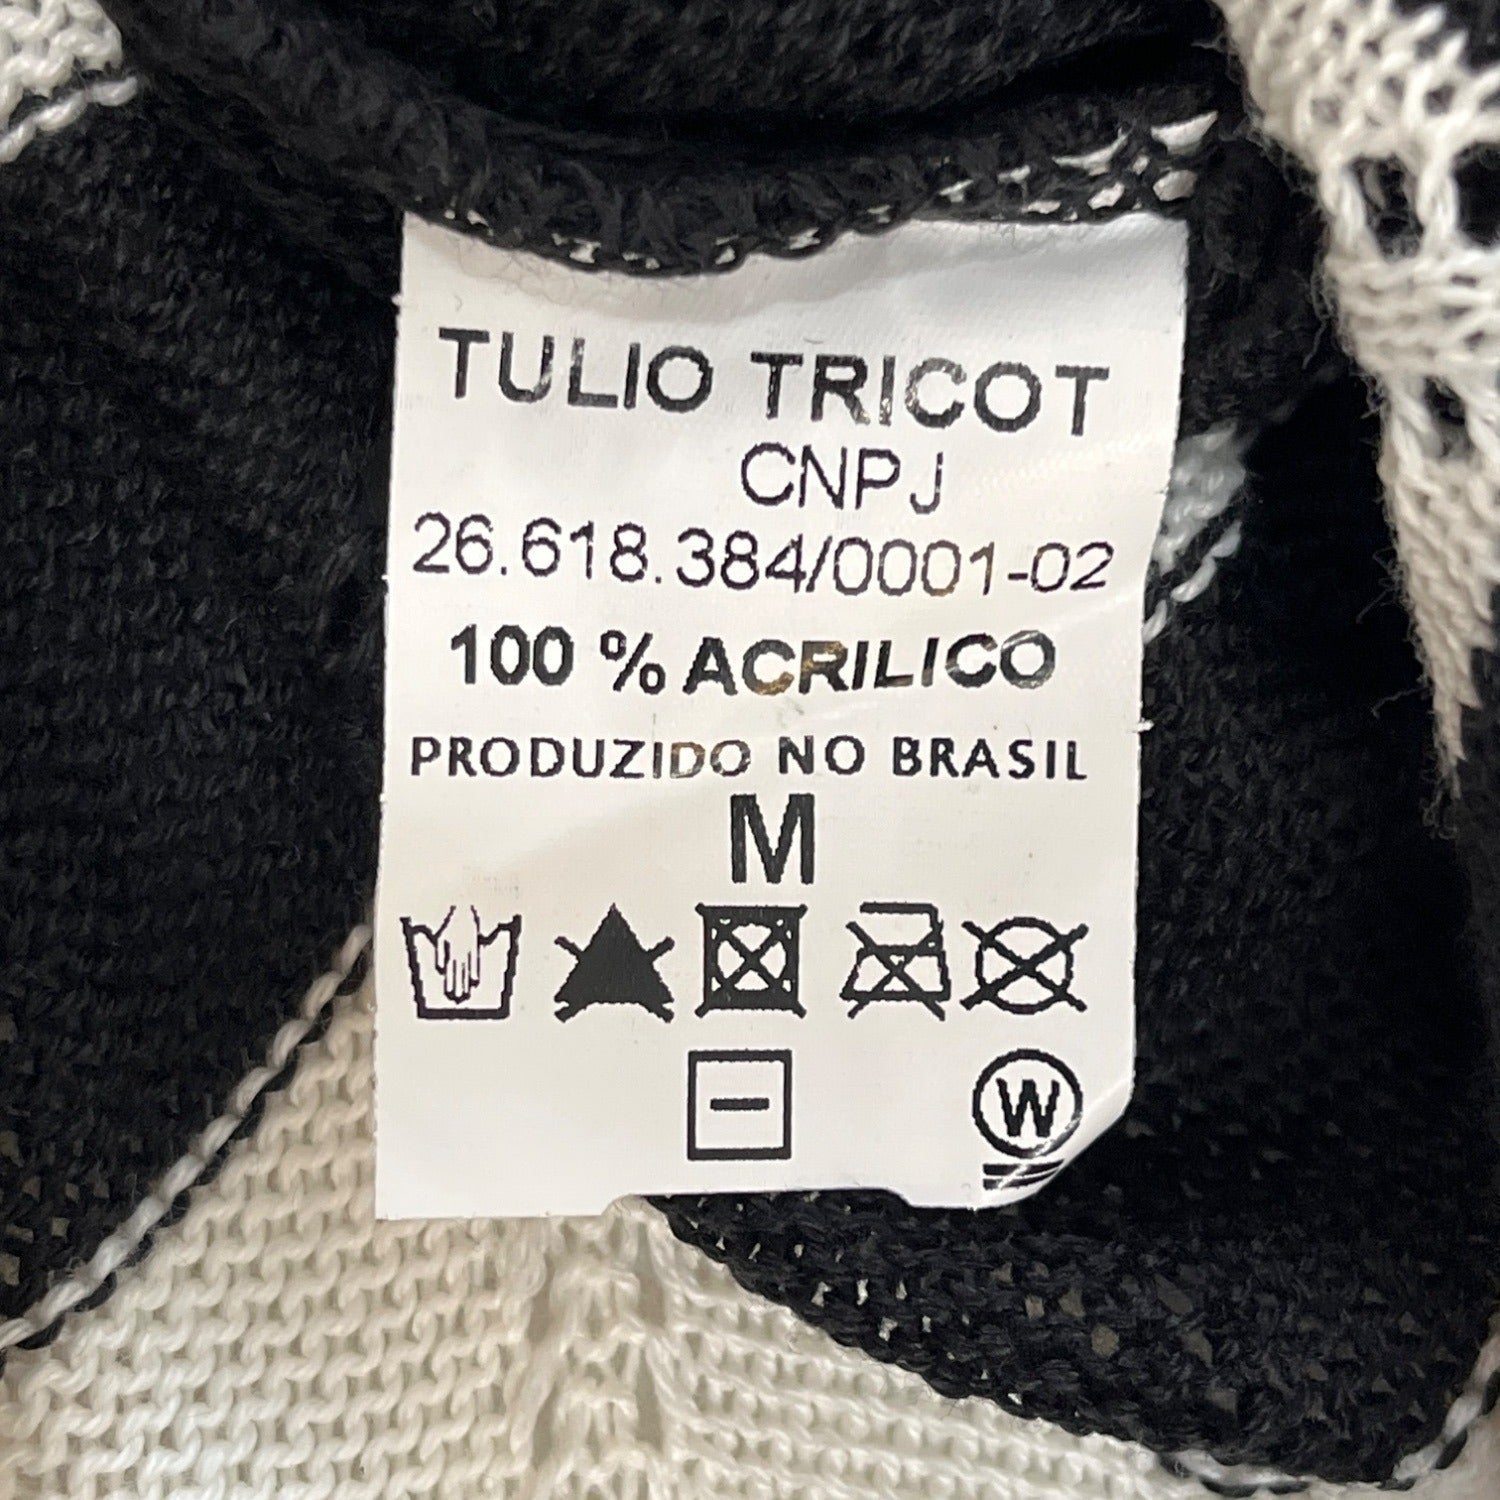 TULIO TRICOT
CNPJ
26.618.384/0001-02
100 % ACRILICO
PRODUZIDO NO BRASIL
M
W